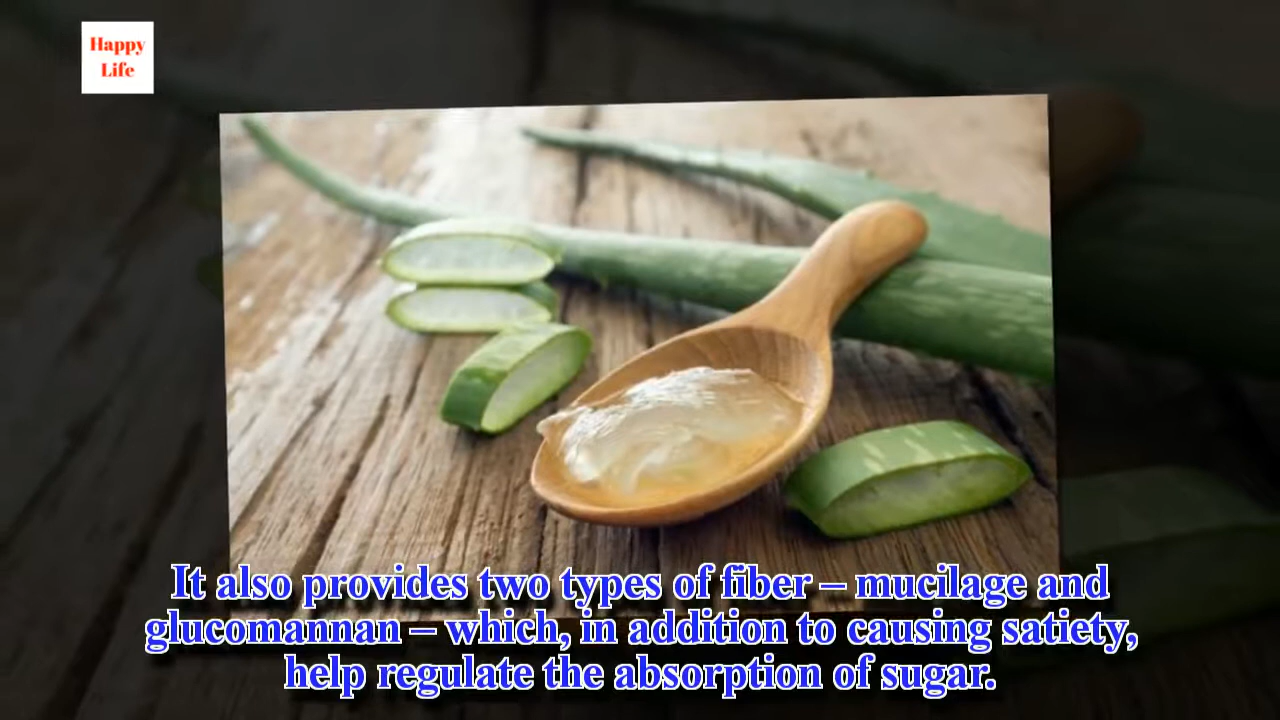 Happy
Life
It also provides two types of fiber – mucilage and
glucomannan – which, in addition to causing satiety,
help regulate the absorption of sugar.